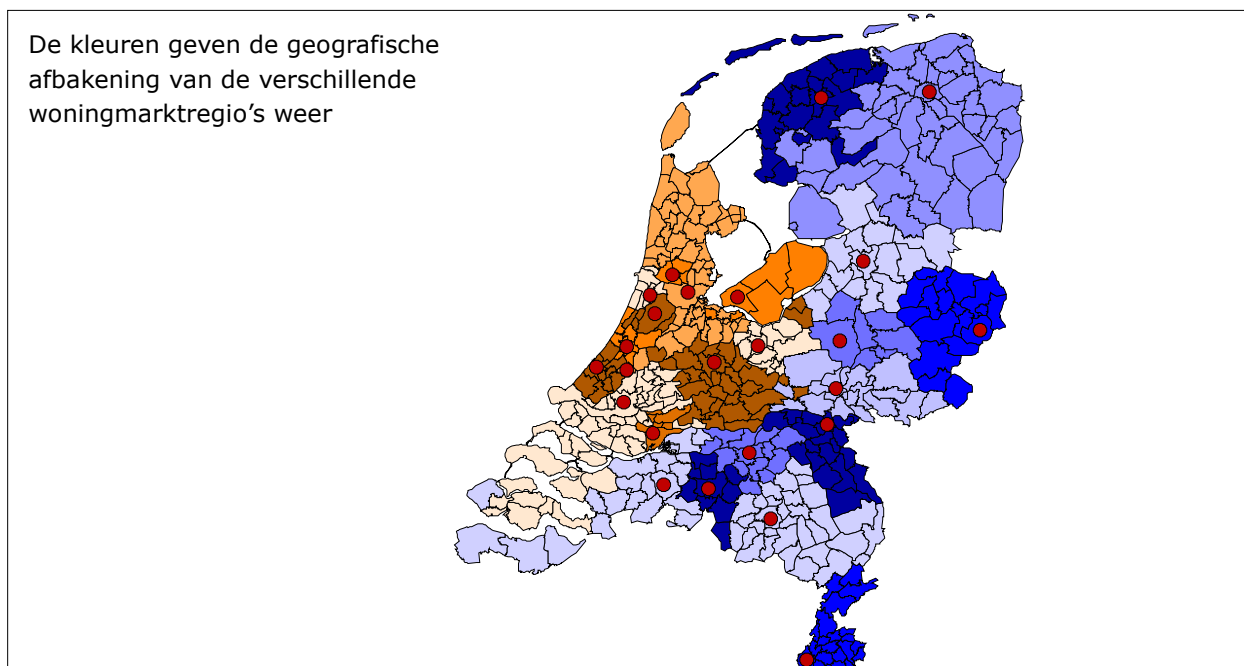 De kleuren geven de geografische
afbakening van de verschillende
woningmarktregio’s weer